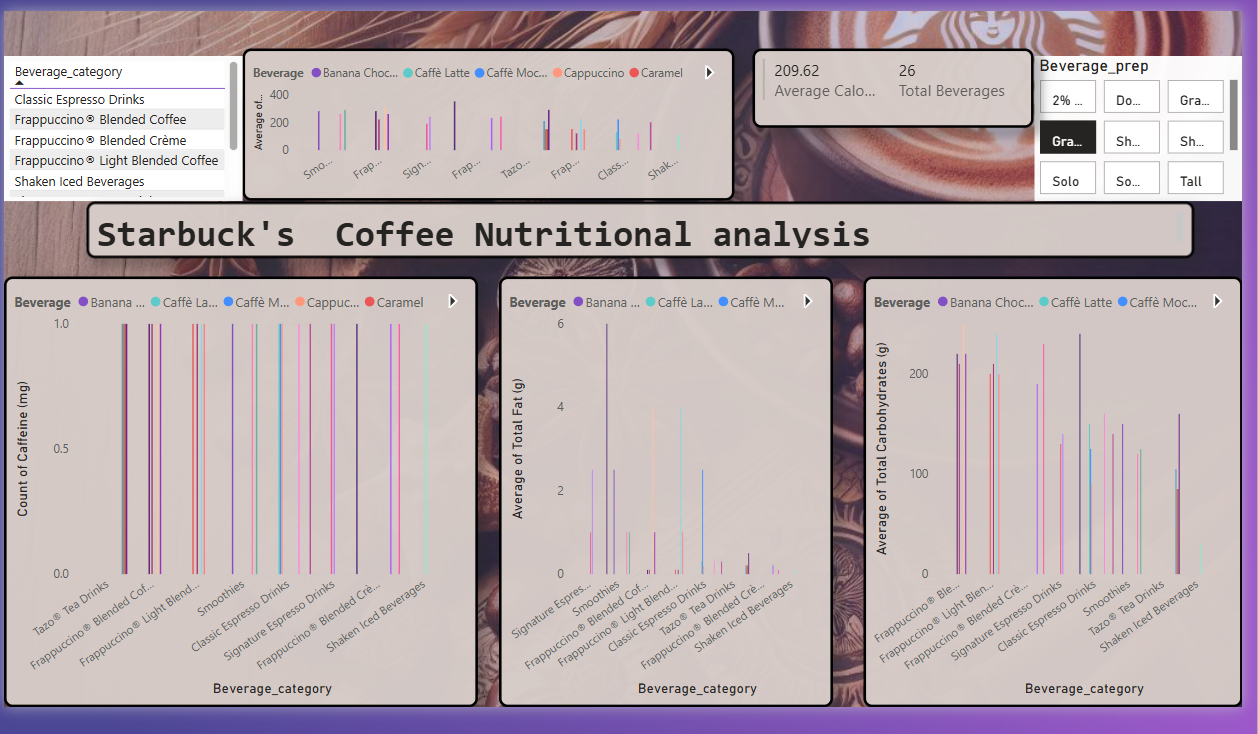 Beverage_category
Classic Espresso Drinks
Frappuccino® Blended Coffee
Frappuccino® Blended Crème
Frappuccino® Light Blended Coffee
Shaken Iced Beverages
Beverage Banana Choc... Caffè Latte Caffè Moc... Cappuccino Caramel
Average of...
400
200
0
Smo... Frap... Sign... Frap... Tazo... Frap... Class... Shak...
209.62
Average Calo...
26
Total Beverages
Beverage_prep
2% ... Do... Gra...
Gra... Sh... Sh...
Solo So... Tall
Starbuck's Coffee Nutritional analysis
Beverage Banana ... Caffè La... Caffè M... Cappuc... Caramel
Count of Caffeine (mg)
1.0
0.5
0.0
Tazo® Tea Drinks
Frappuccino® Blended Cof...
Frappuccino® Light Blend...
Smoothies
Classic Espresso Drinks
Signature Espresso Drinks
Frappuccino® Blended Crè...
Shaken Iced Beverages
Beverage_category
Beverage Banana ... Caffè La... Caffè M...
Average of Total Fat (g)
6
4
2
0
Signature Espres...
Smoothies
Frappuccino® Blended Cof...
Frappuccino® Light Blend...
Classic Espresso Drinks
Tazo® Tea Drinks
Frappuccino® Blended Crè...
Shaken Iced Beverages
Beverage_category
Beverage Banana Choc... Caffè Latte Caffè Moc...
Average of Total Carbohydrates (g)
200
100
0
Frappuccino® Ble...
Frappuccino® Light Blen...
Frappuccino® Blended Crè...
Signature Espresso Drinks
Classic Espresso Drinks
Smoothies
Tazo® Tea Drinks
Shaken Iced Beverages
Beverage_category